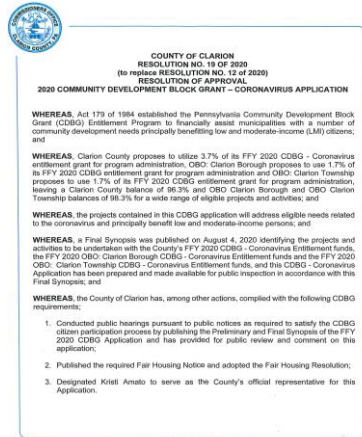 COMMISSIONERS OFFICE
CLARION COUNTY, PA
COUNTY OF CLARION
RESOLUTION NO. 19 OF 2020
(to replace RESOLUTION NO. 12 of 2020)
RESOLUTION OF APPROVAL
2020 COMMUNITY DEVELOPMENT BLOCK GRANT – CORONAVIRUS APPLICATION
WHEREAS, Act 179 of 1984 established the Pennsylvania Community Development Block
Grant (CDBG) Entitlement Program to financially assist municipalities with a number of
community development needs principally benefitting low and moderate-income (LMI) citizens;
and
WHEREAS, Clarion County proposes to utilize 3.7% of its FFY 2020 CDBG - Coronavirus
entitlement grant for program administration, OBO: Clarion Borough proposes to use 1.7% of
its FFY 2020 CDBG entitlement grant for program administration and OBO: Clarion Township
proposes to use 1.7% of its FFY 2020 CDBG entitlement grant for program administration,
leaving a Clarion County balance of 96.3% and OBO Clarion Borough and OBO Clarion
Township balances of 98.3% for a wide range of eligible projects and activities; and
WHEREAS, the projects contained in this CDBG application will address eligible needs related
to the coronavirus and principally benefit low and moderate-income persons; and
WHEREAS, a Final Synopsis was published on August 4, 2020 identifying the projects and
activities to be undertaken with the County's FFY 2020 CDBG - Coronavirus Entitlement funds,
the FFY 2020 OBO: Clarion Borough CDBG - Coronavirus Entitlement funds and the FFY 2020
OBO: Clarion Township CDBG - Coronavirus Entitlement funds, and this CDBG - Coronavirus
Application has been prepared and made available for public inspection in accordance with this
Final Synopsis; and
WHEREAS, the County of Clarion has, among other actions, complied with the following CDBG
requirements;
1. Conducted public hearings pursuant to public notices as required to satisfy the CDBG
citizen participation process by publishing the Preliminary and Final Synopsis of the FFY
2020 CDBG Application and has provided for public review and comment on this
application;
2. Published the required Fair Housing Notice and adopted the Fair Housing Resolution;
3. Designated Kristi Amato to serve as the County's official representative for this
Application.